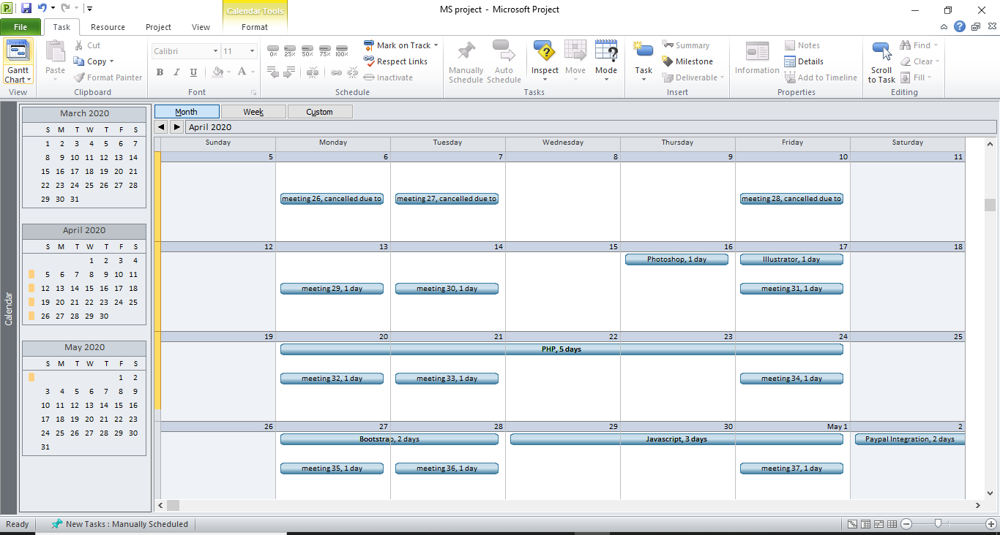 MS project - Microsoft Project
Calendar Tools
File Task Resource Project View Format
Gantt Chart
View
Paste
Cut
Copy
Format Painter
Clipboard
Calibri 11
B I U A
Font
0% 25% 50% 75% 100%
Mark on Track
Respect Links
Inactivate
Schedule
Manually Schedule
Auto Schedule
Inspect
Move
Mode
Tasks
Task
Summary
Milestone
Deliverable
Insert
Information
Notes
Details
Add to Timeline
Properties
Scroll to Task
Find
Clear
Fill
Editing
Calendar
March 2020
S M T W T F S
1 2 3 4 5 6 7
8 9 10 11 12 13 14
15 16 17 18 19 20 21
22 23 24 25 26 27 28
29 30 31
April 2020
S M T W T F S
1 2 3 4
5 6 7 8 9 10 11
12 13 14 15 16 17 18
19 20 21 22 23 24 25
26 27 28 29 30
May 2020
S M T W T F S
1 2
3 4 5 6 7 8 9
10 11 12 13 14 15 16
17 18 19 20 21 22 23
24 25 26 27 28 29 30
31
Month Week Custom
April 2020
Sunday Monday Tuesday Wednesday Thursday Friday Saturday
5 6 7 8 9 10 11
meeting 26, cancelled due to meeting 27, cancelled due to meeting 28, cancelled due to
12 13 14 15 16 17 18
Photoshop, 1 day Illustrator, 1 day
meeting 29, 1 day meeting 30, 1 day meeting 31, 1 day
19 20 21 22 23 24 25
PHP, 5 days
meeting 32, 1 day meeting 33, 1 day meeting 34, 1 day
26 27 28 29 30 May 1 2
Bootstrap, 2 days Javascript, 3 days Paypal Integration, 2 days
meeting 35, 1 day meeting 36, 1 day meeting 37, 1 day
Ready New Tasks : Manually Scheduled